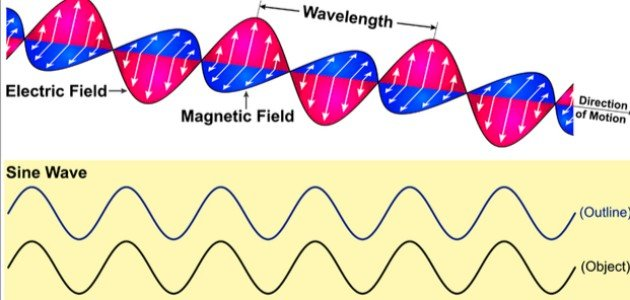 Wavelength
Electric Field
Magnetic Field
Direction
of Motion
Sine Wave
(Outline)
(Object)